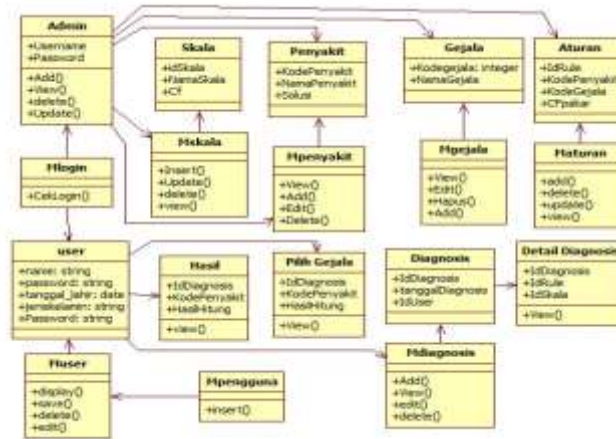 Admin
+Username
+Password
+Add()
+View()
+delete()
+Update()
Skala
+idSkala
+NamaSkala
+Cf
Penyakit
+KodePenyakit
+NamaPenyakit
+Solusi
Gejala
+Kodegejala: integer
+NamaGejala
Aturan
+IdRule
+KodePenyakit
+KodeGejala
+CFpakar
Mlogin
+CekLogin()
Mskala
+Insert()
+Update()
+delete()
+view()
Mpenyakit
+View()
+Add()
+Edit()
+Delete()
Mgejala
+View()
+Edit()
+Hapus()
+Add()
Maturan
+add()
+delete()
+update()
+view()
user
+name: string
+password: string
+tanggal_lahir: date
+jeniskelamin: string
+Password: string
Hasil
+IdDiagnosis
+KodePenyakit
+HasilHitung
+view()
Pilih Gejala
+IdDiagnosis
+KodePenyakit
+HasilHitung
+View()
Diagnosis
+IdDiagnosis
+tanggalDiagnosis
+IdUser
Detail Diagnosis
+IdDiagnosis
+IdRule
+IdSkala
+View()
Muser
+display()
+save()
+delete()
+edit()
Mpengguna
+insert()
Mdiagnosis
+Add()
+View()
+edit()
+delete()